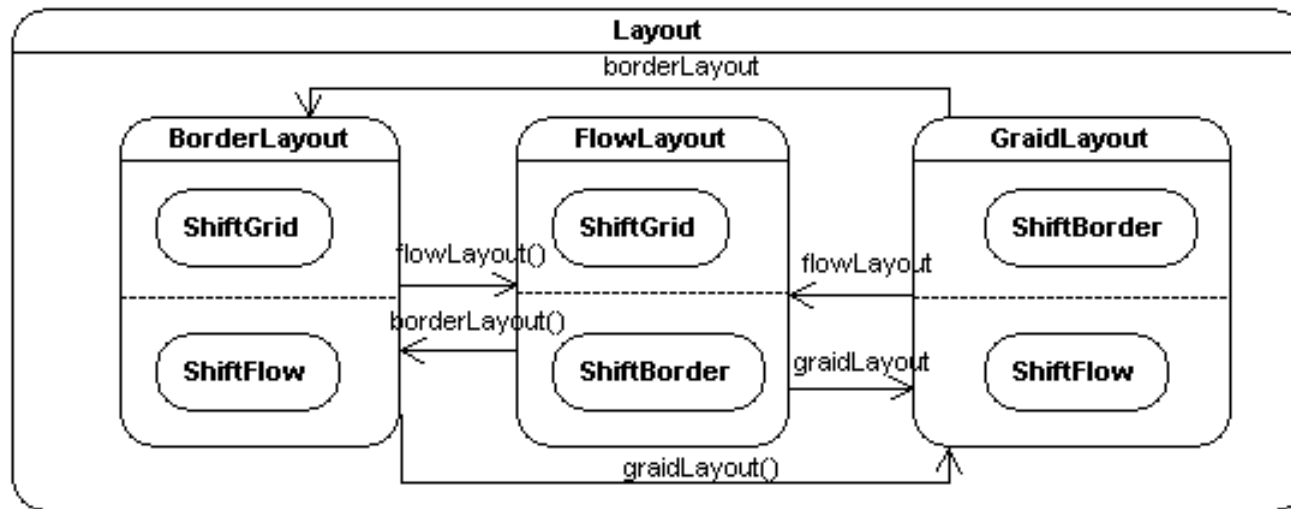 Layout
borderLayout
BorderLayout
FlowLayout
GraidLayout
ShiftGrid
ShiftGrid
ShiftBorder
flowLayout()
flowLayout
borderLayout()
ShiftFlow
ShiftBorder
graidLayout
ShiftFlow
graidLayout()